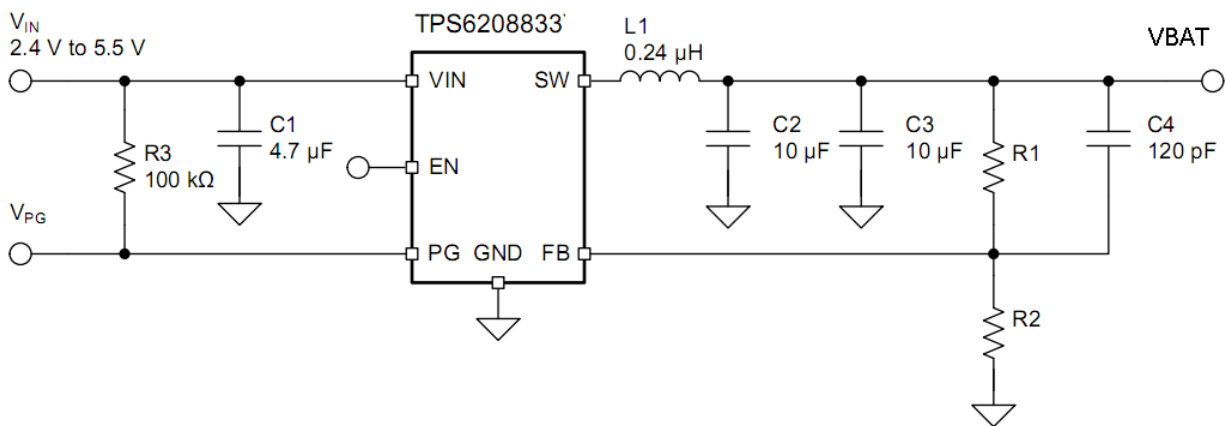 VIN
2.4 V to 5.5 V
TPS6208833'
L1
0.24 µH
VBAT
VIN
SW
C1
4.7 µF
R3
100 kΩ
EN
C2
10 µF
C3
10 µF
R1
C4
120 pF
VPG
PG
GND
FB
R2